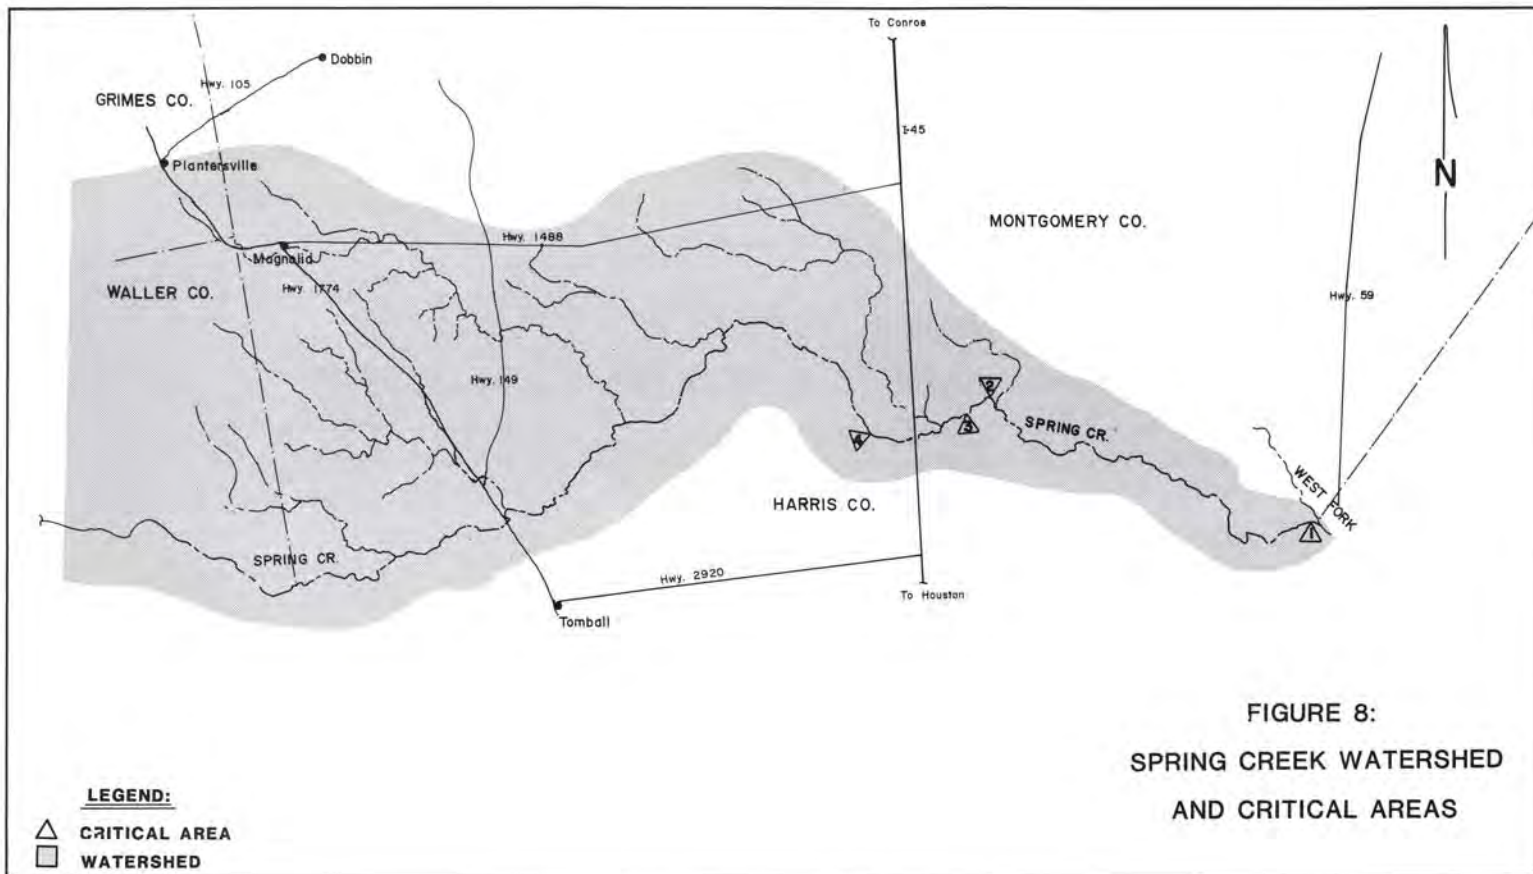 To Conroe
Dobbin
Hwy. 105
GRIMES CO.
I-45
Plantersville
N
MONTGOMERY CO.
Hwy. 1488
Magnolia
WALLER CO.
Hwy. 1774
Hwy. 59
Hwy. 149
2
3
4
SPRING CR.
WEST FORK
HARRIS CO.
1
SPRING CR.
Hwy. 2920
To Houston
Tomball
FIGURE 8:
SPRING CREEK WATERSHED
AND CRITICAL AREAS
LEGEND:
CRITICAL AREA
WATERSHED